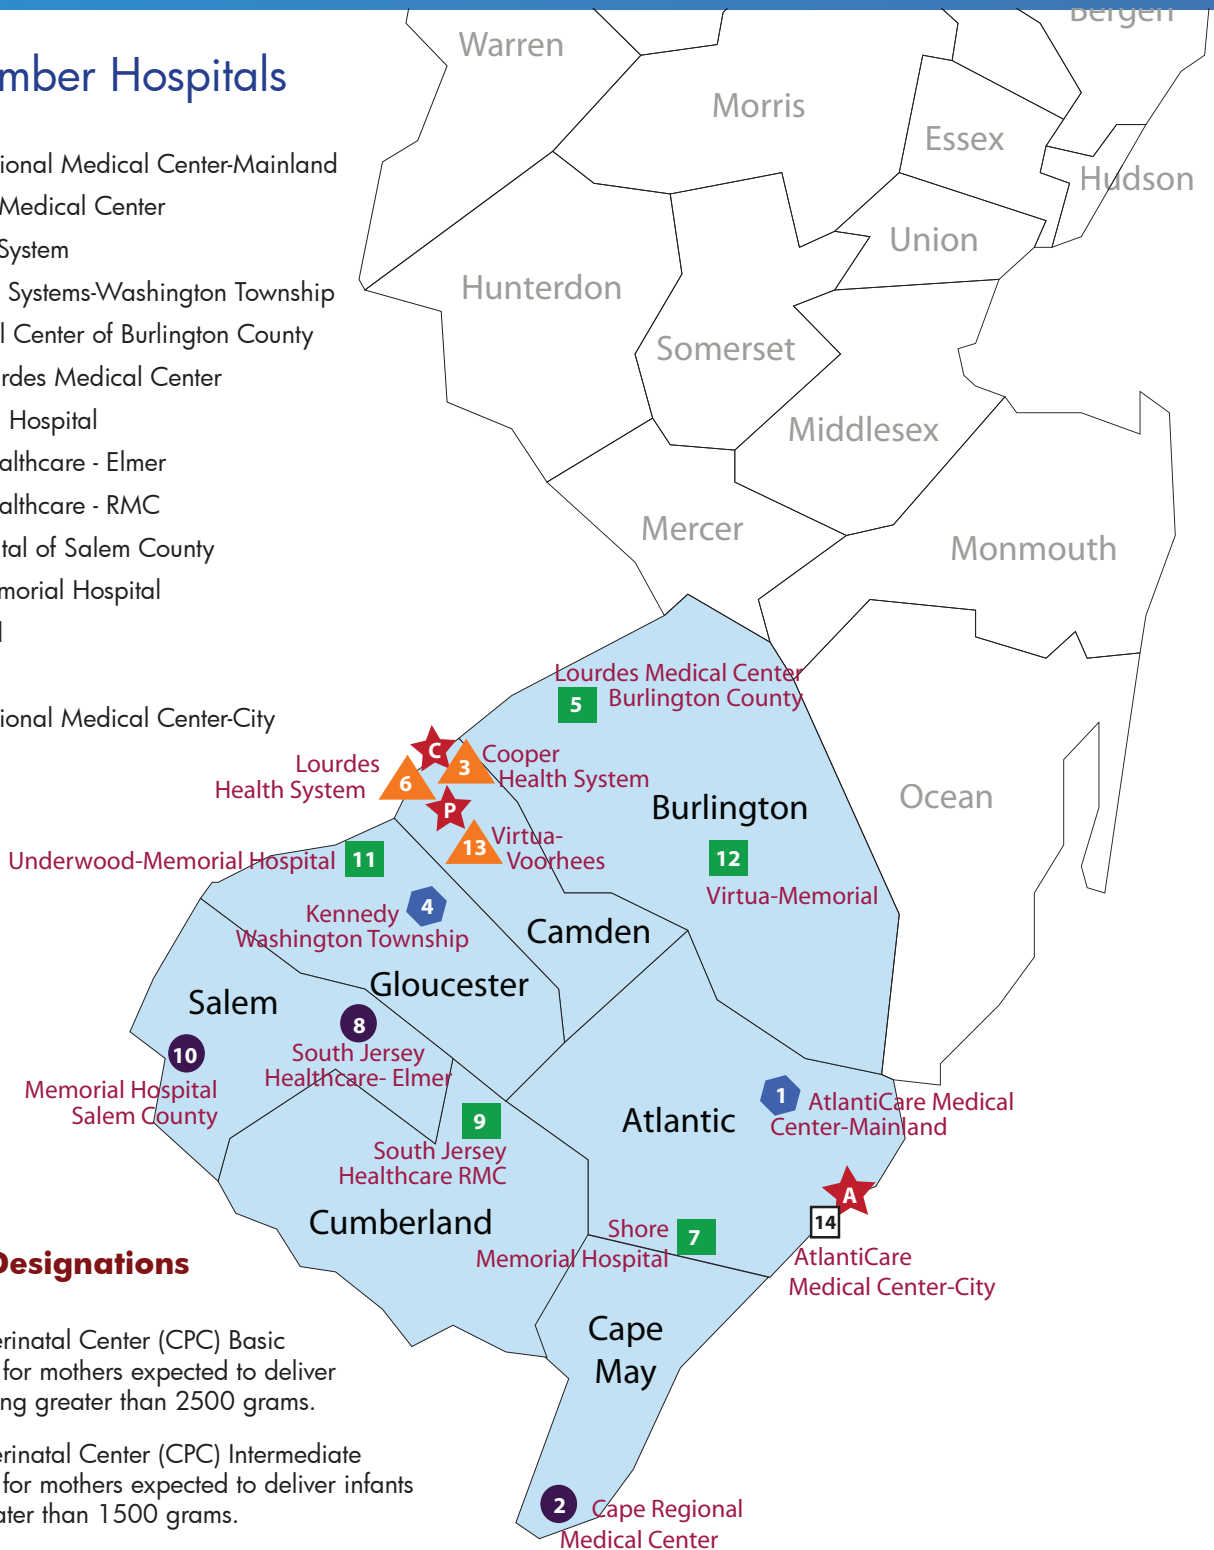 Bergen
Warren
mber Hospitals
Morris
Essex
ional Medical Center-Mainland
Hudson
Medical Center
System
Union
Hunterdon
Systems-Washington Township
l Center of Burlington County
Somerset
rdes Medical Center
Hospital
Middlesex
althcare - Elmer
althcare - RMC
Mercer
tal of Salem County
Monmouth
morial Hospital
l
ional Medical Center-City
Lourdes Medical Center
5 Burlington County
C
Lourdes
Health System
6
3
Cooper
Health System
P
Burlington
Ocean
13
Virtua-
Voorhees
Underwood-Memorial Hospital 11
12
Virtua-Memorial
Kennedy 4
Washington Township
Camden
Gloucester
Salem
8
South Jersey
Healthcare- Elmer
10
Memorial Hospital
Salem County
1 AtlantiCare Medical
Center-Mainland
Atlantic
9
South Jersey
Healthcare RMC
A
14
AtlantiCare
Medical Center-City
Cumberland
Shore 7
Memorial Hospital
Designations
Cape
May
erinatal Center (CPC) Basic
for mothers expected to deliver
ng greater than 2500 grams.
erinatal Center (CPC) Intermediate
for mothers expected to deliver infants
ater than 1500 grams.
2 Cape Regional
Medical Center